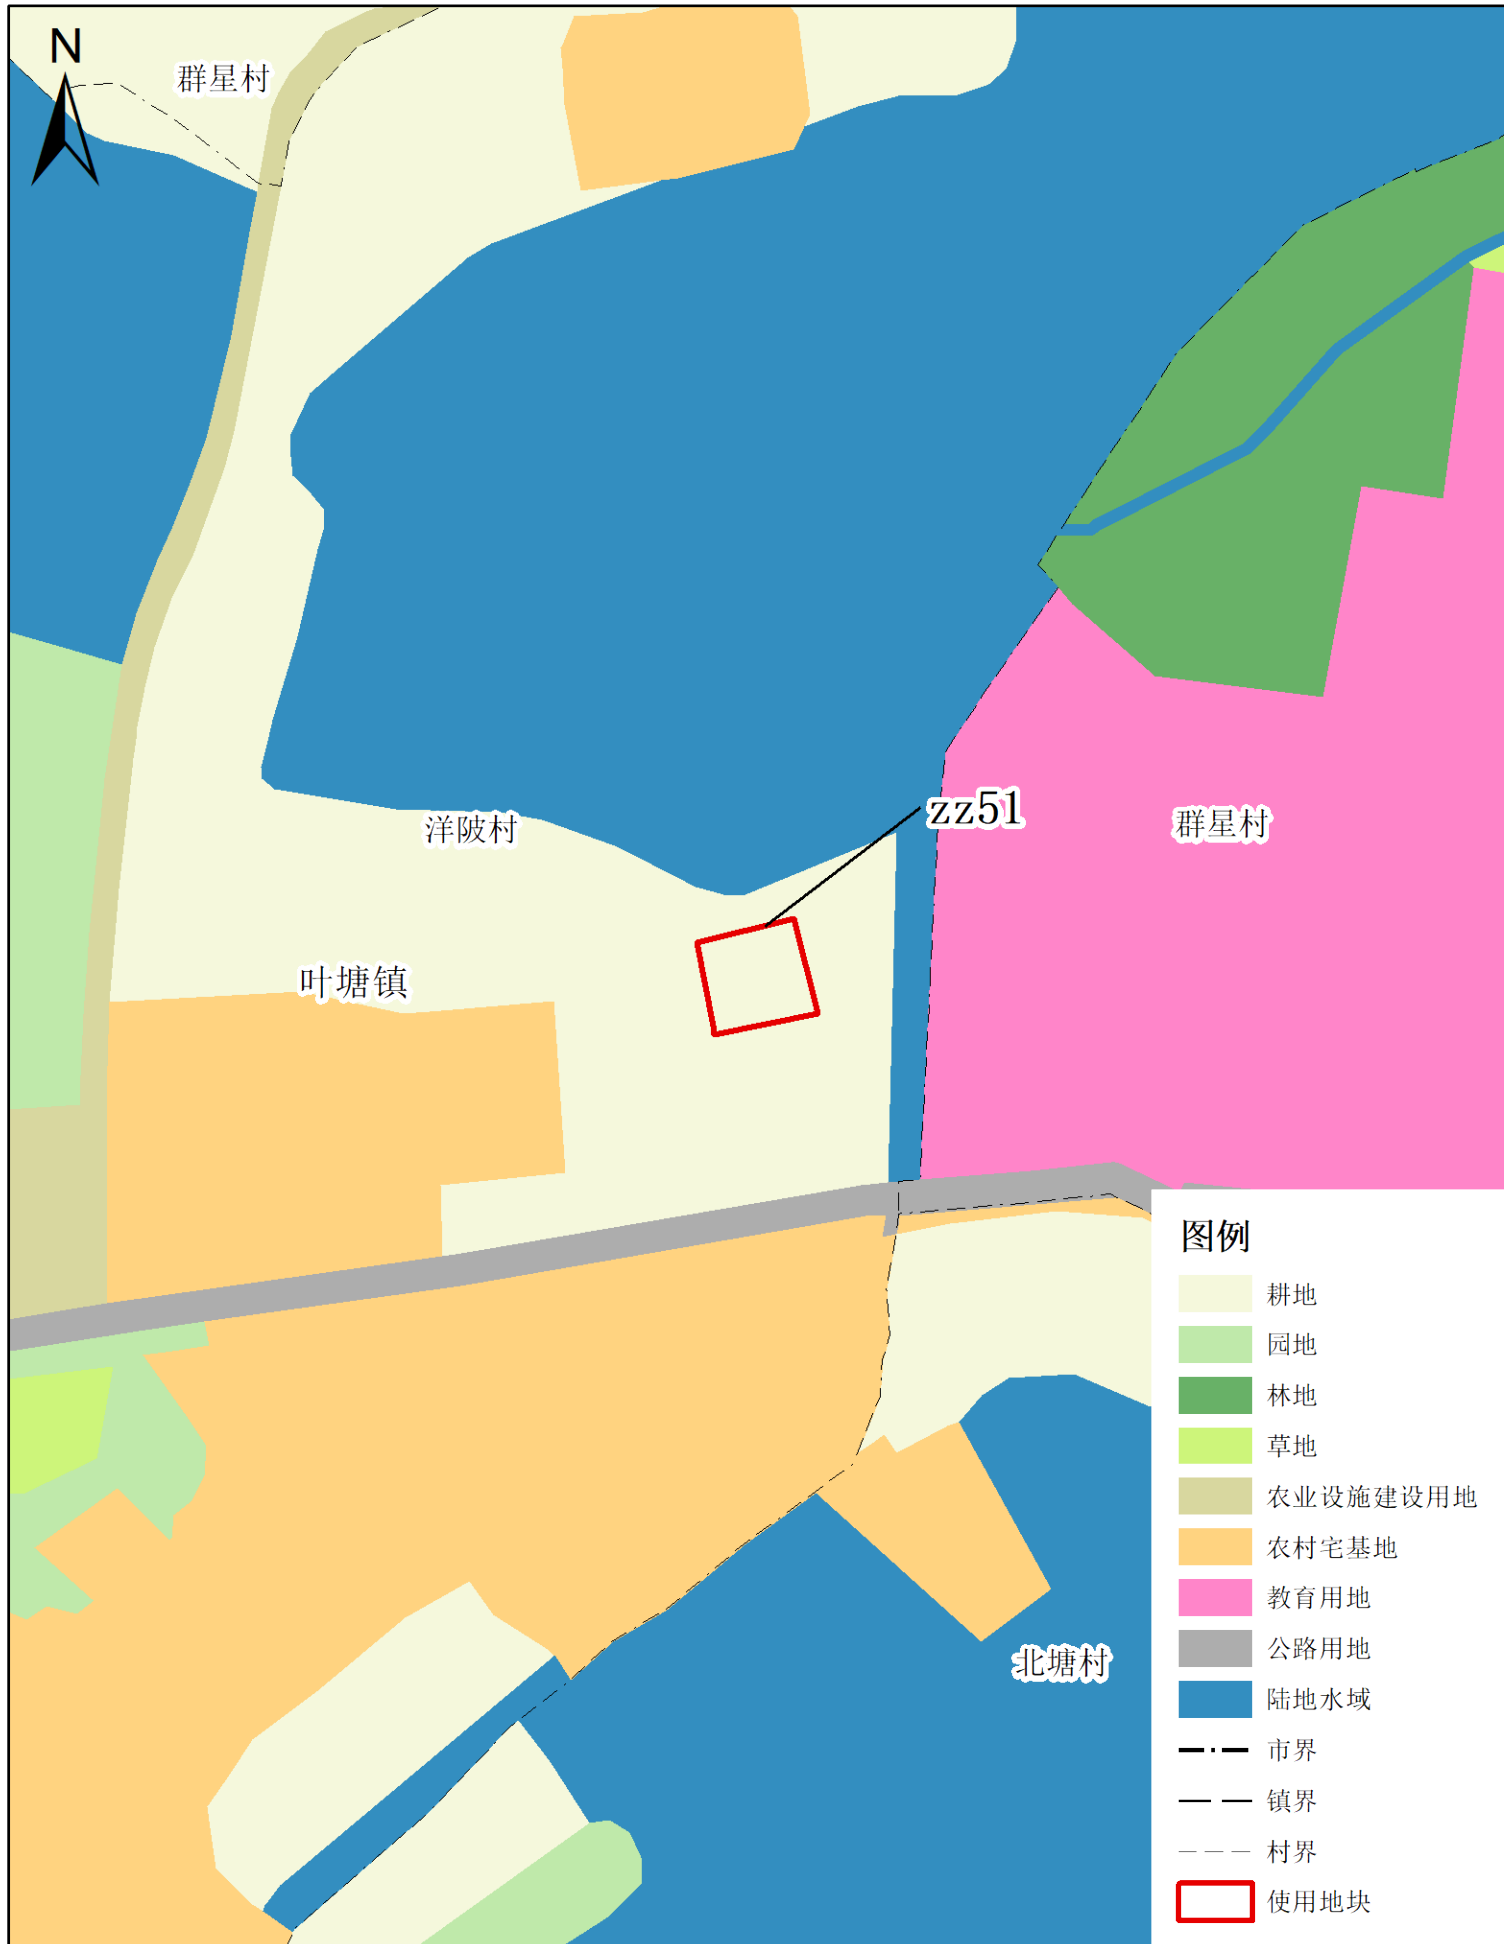 N
群星村
zz51
洋陂村
群星村
叶塘镇
北塘村
图例
耕地
园地
林地
草地
农业设施建设用地
农村宅基地
教育用地
公路用地
陆地水域
市界
镇界
村界
使用地块